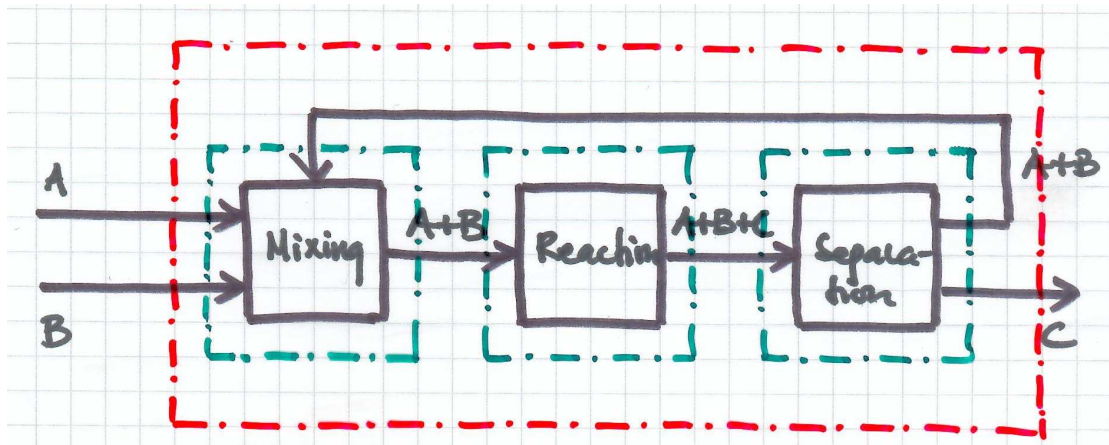 A
B
Mixing
A+B
Reaction
A+B+C
Separa-
tion
A+B
C